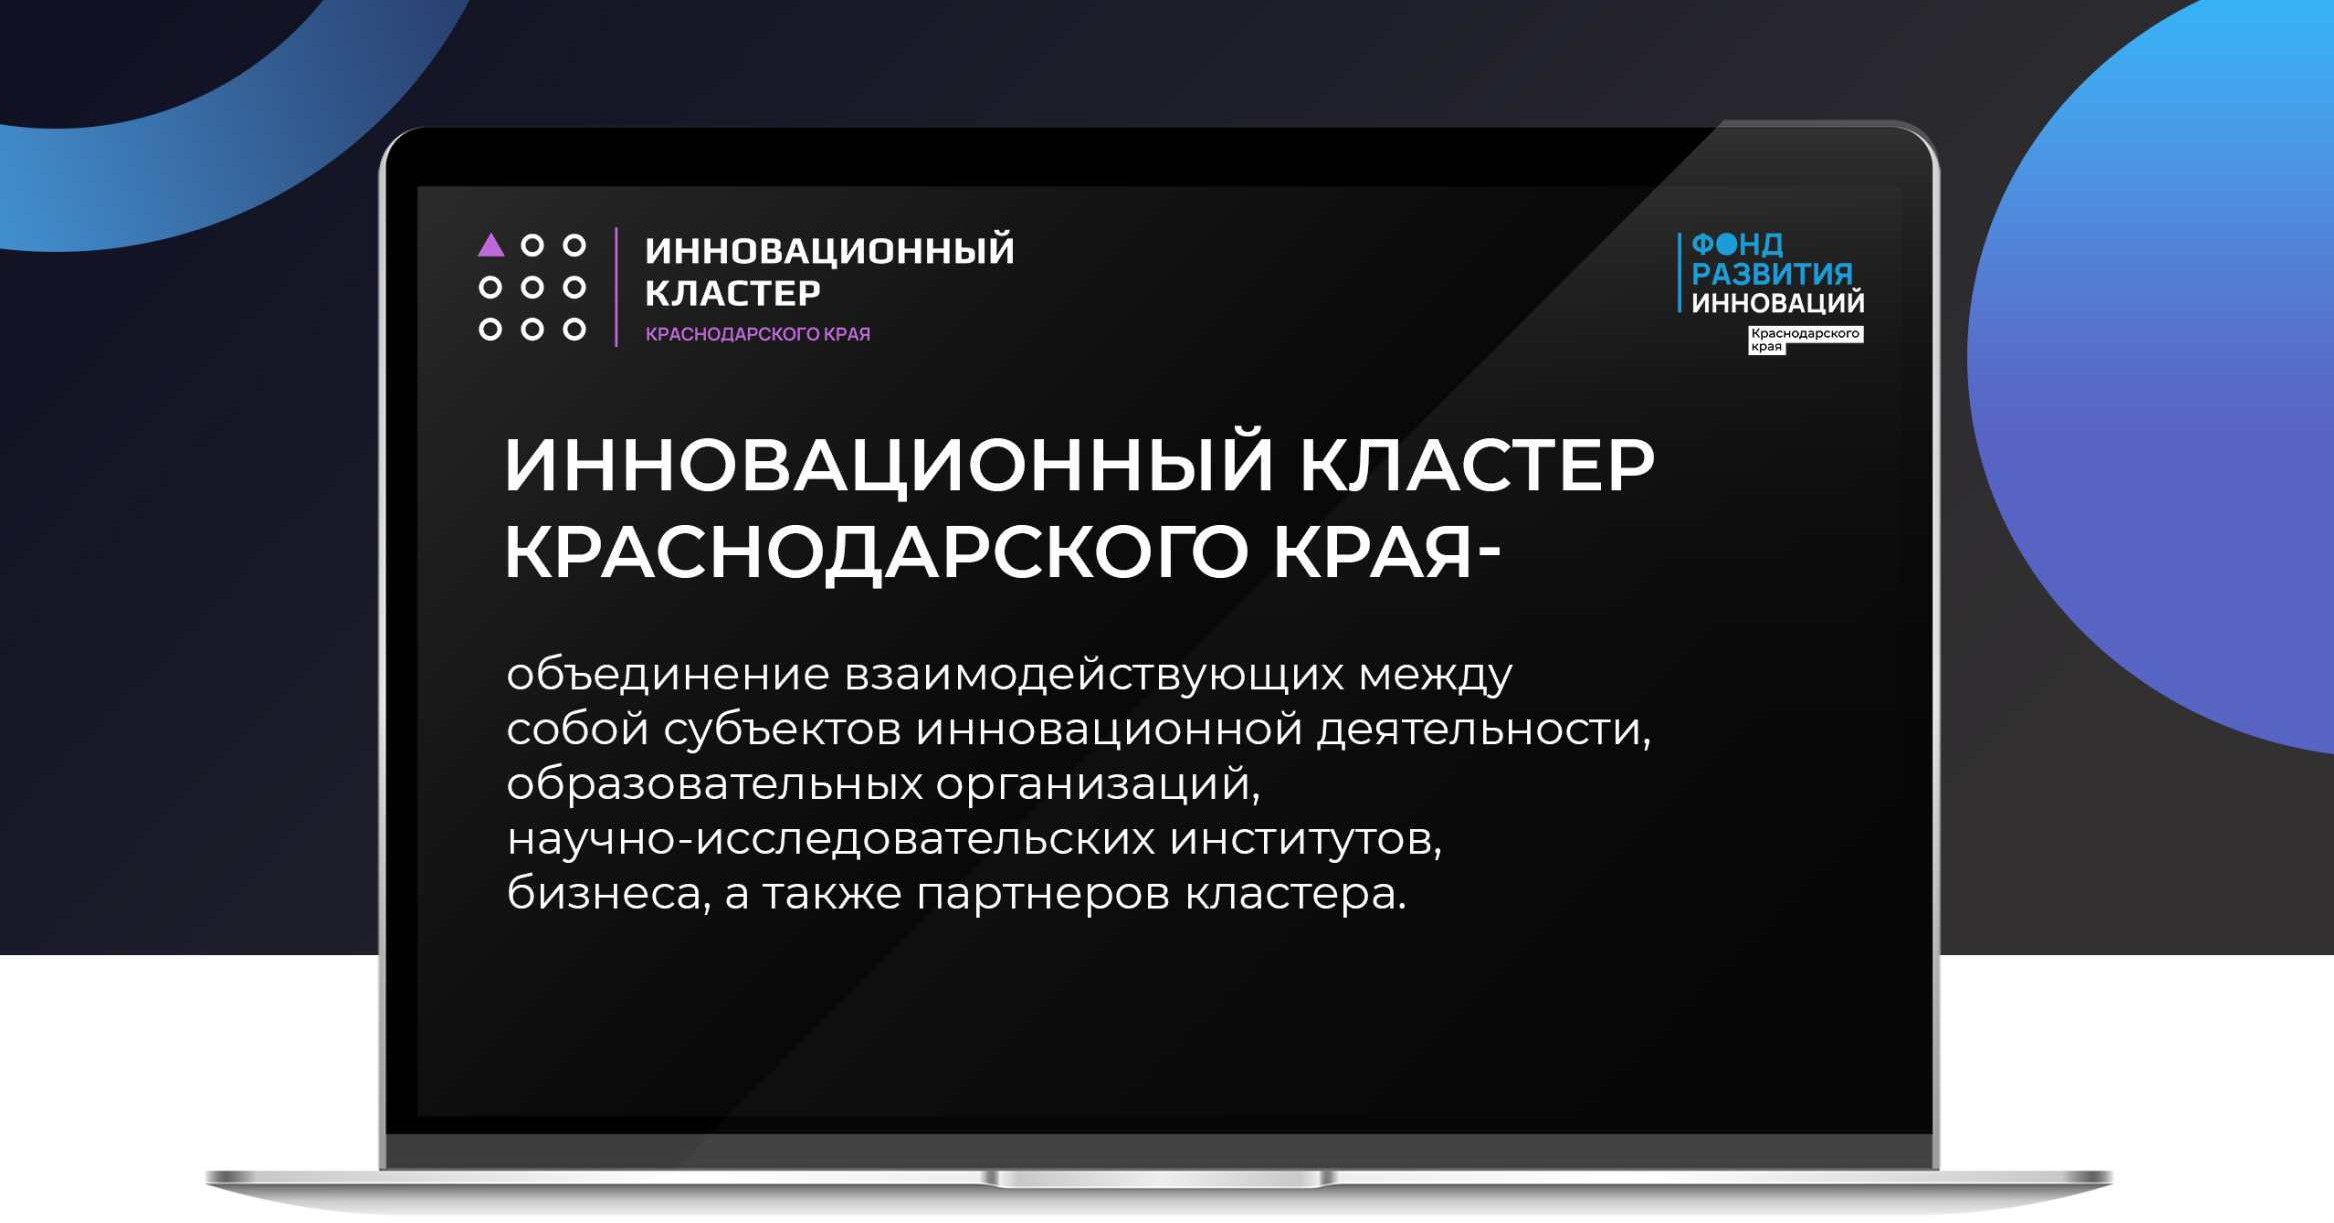 ИННОВАЦИОННЫЙ
КЛАСТЕР
КРАСНОДАРСКОГО КРАЯ
ФОНД
РАЗВИТИЯ
ИННОВАЦИЙ
Краснодарского
края
ИННОВАЦИОННЫЙ КЛАСТЕР
КРАСНОДАРСКОГО КРАЯ-
объединение взаимодействующих между
собой субъектов инновационной деятельности,
образовательных организаций,
научно-исследовательских институтов,
бизнеса, а также партнеров кластера.